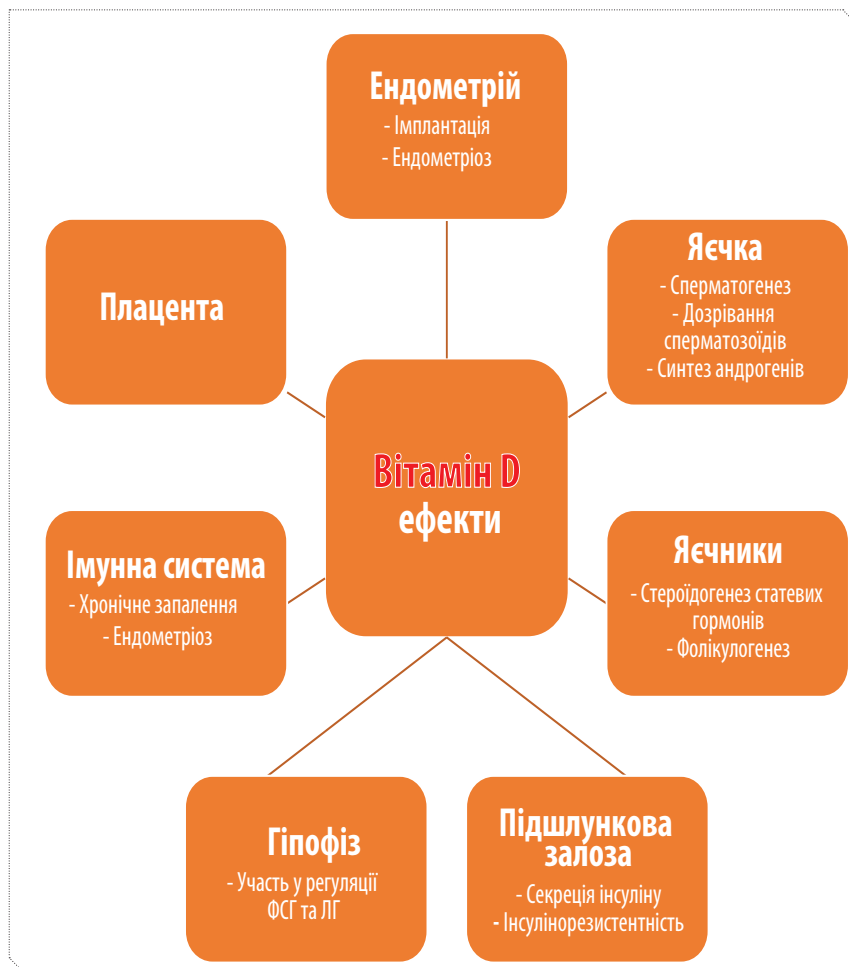 Ендометрій
- Імплантація
- Ендометріоз
Яєчка
- Сперматогенез
- Дозрівання
сперматозоїдів
- Синтез андрогенів
Плацента
Вітамін D
ефекти
Імунна система
- Хронічне запалення
- Ендометріоз
Яєчники
- Стероїдогенез статевих
гормонів
- Фолікулогенез
Гіпофіз
- Участь у регуляції
ФСГ та ЛГ
Підшлункова
залоза
- Секреція інсуліну
- Інсулінорезистентність